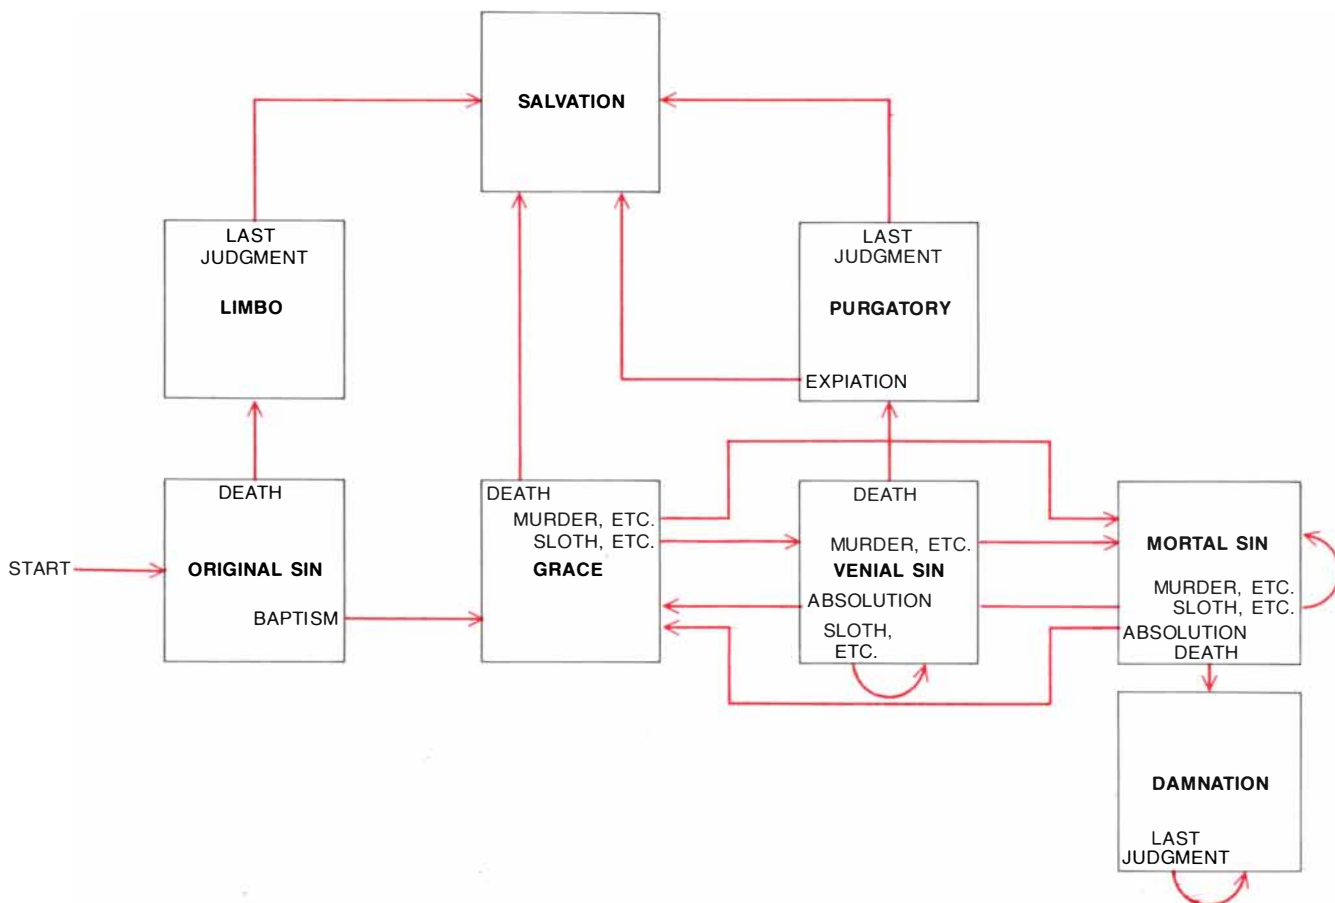 SALVATION
LAST
JUDGMENT
LIMBO
LAST
JUDGMENT
PURGATORY
EXPIATION
START
DEATH
ORIGINAL SIN
BAPTISM
DEATH
MURDER, ETC.
SLOTH, ETC.
GRACE
DEATH
MURDER, ETC.
VENIAL SIN
ABSOLUTION
SLOTH,
ETC.
MORTAL SIN
MURDER, ETC.
SLOTH, ETC.
ABSOLUTION
DEATH
DAMNATION
LAST
JUDGMENT